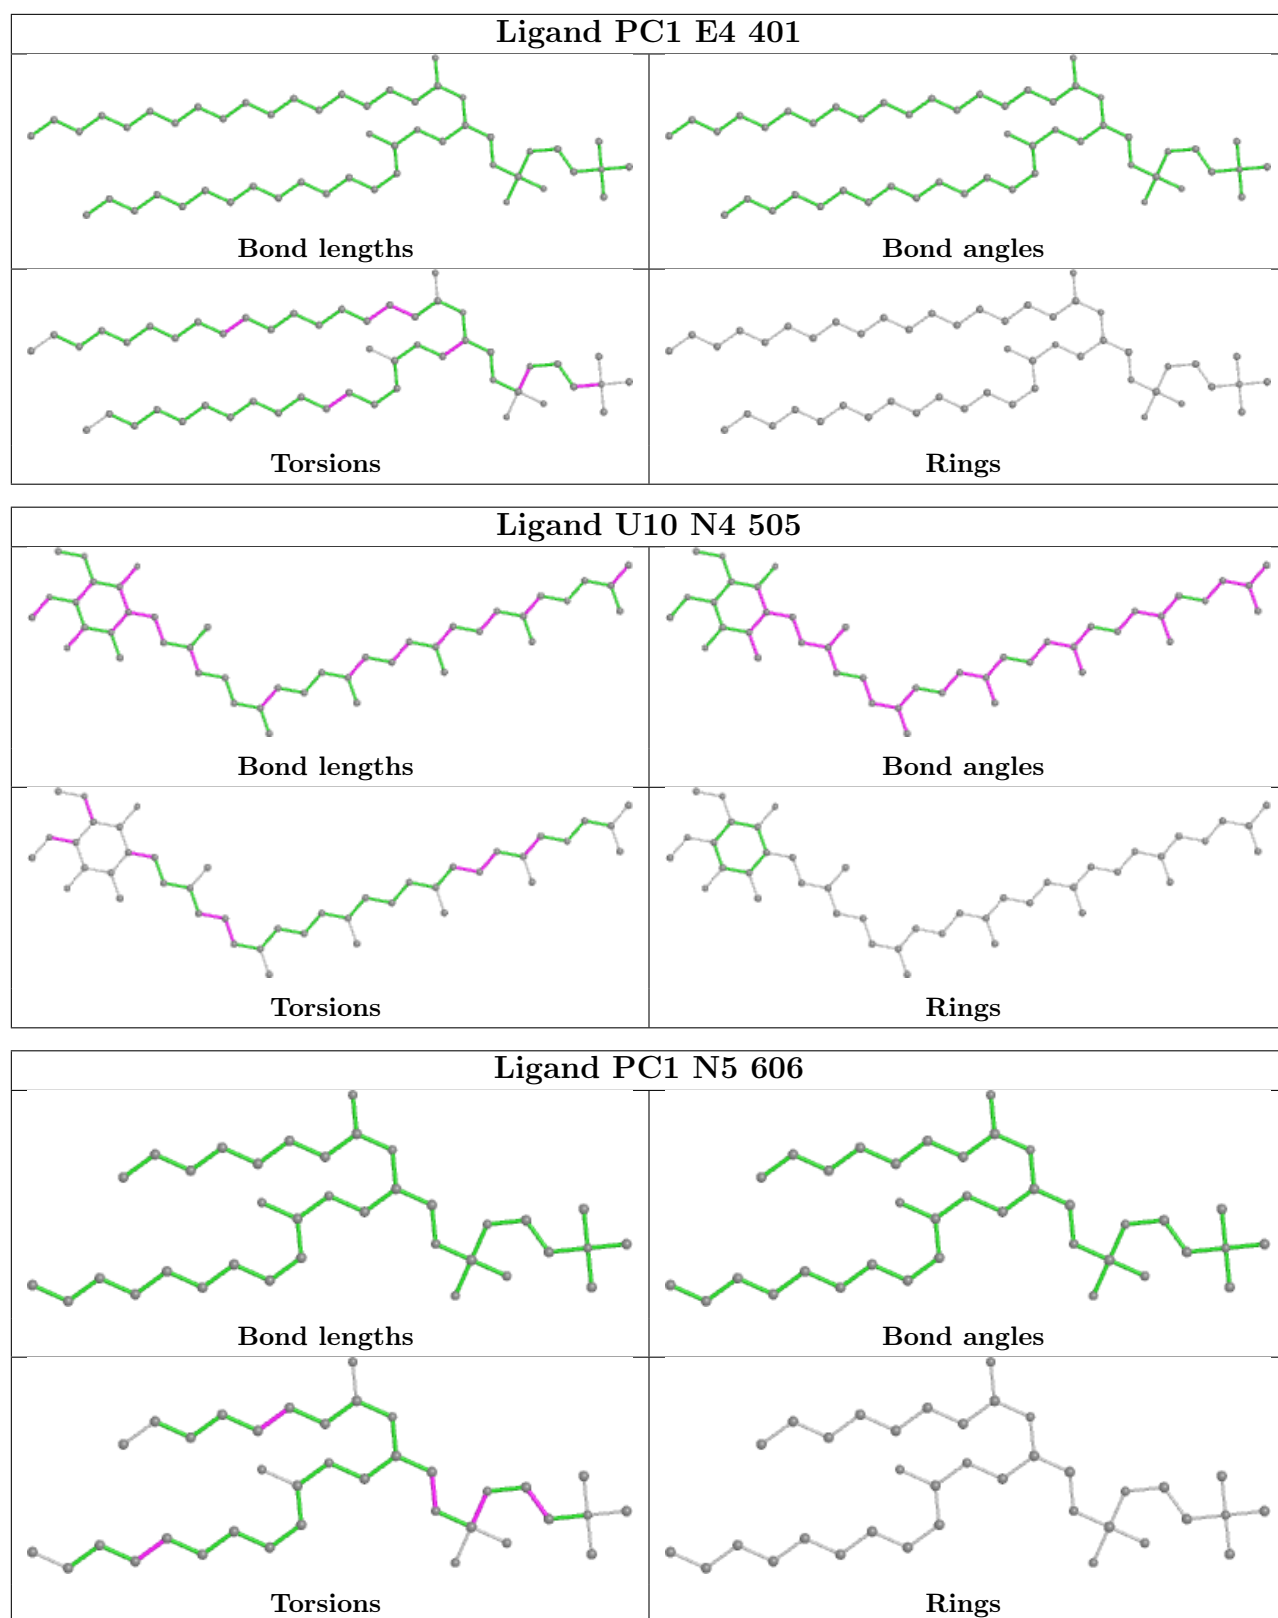 Ligand PC1 E4 401
Bond lengths
Bond angles
Torsions
Rings
Ligand U10 N4 505
Bond lengths
Bond angles
Torsions
Rings
Ligand PC1 N5 606
Bond lengths
Bond angles
Torsions
Rings